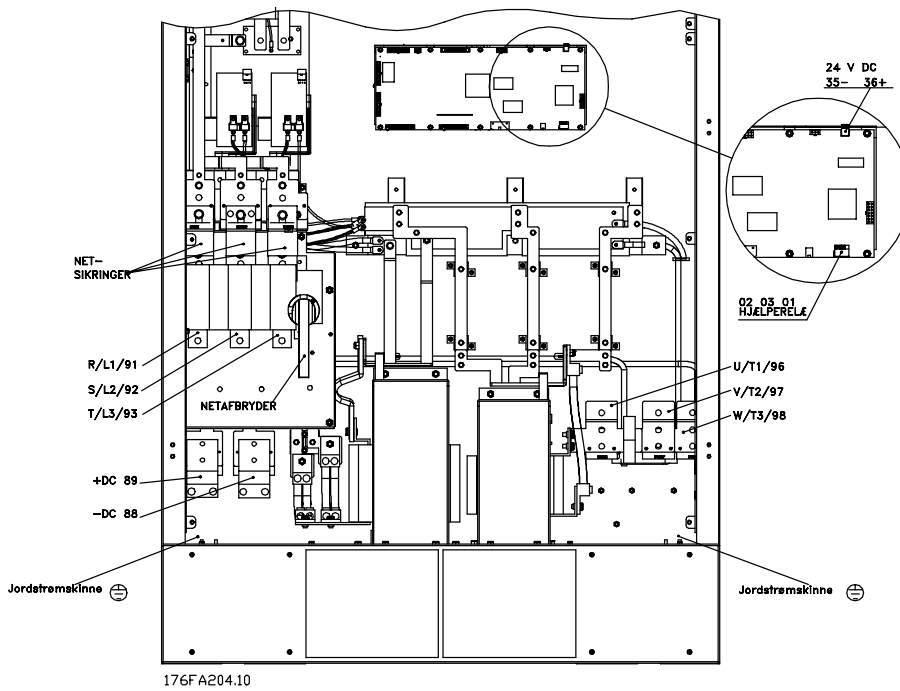 24 V DC
35- 36+
NET-
SIKRINGER
02 03 01
HJÆLPERELÆ
R/L1/91
S/L2/92
T/L3/93
NETAFBRYDER
U/T1/96
V/T2/97
W/T3/98
+DC 89
-DC 88
Jordstrømskinne
Jordstrømskinne
176FA204.10